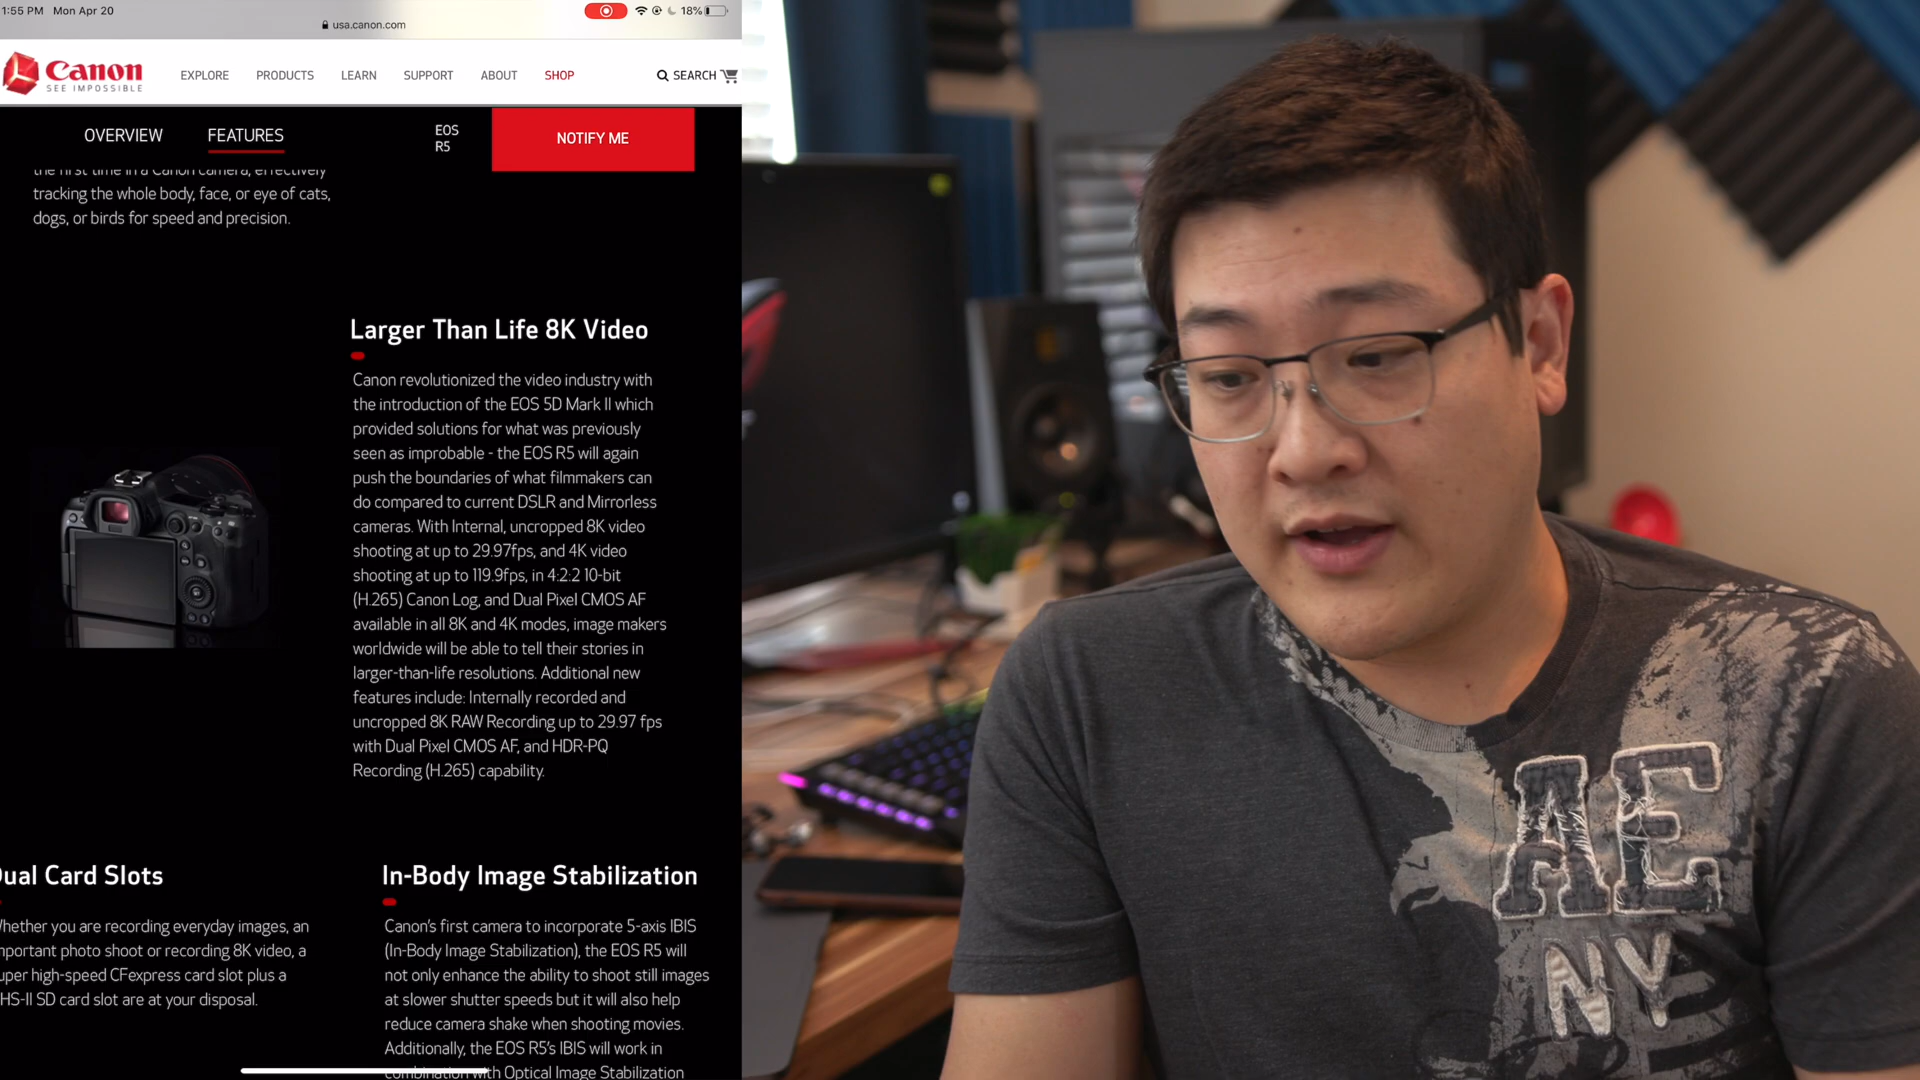 1:55 PM Mon Apr 20
18%
usa.canon.com
Canon
SEE IMPOSSIBLE
EXPLORE PRODUCTS LEARN SUPPORT ABOUT SHOP
SEARCH
OVERVIEW FEATURES
EOS
R5
NOTIFY ME
the first time in a Canon camera, effectively
tracking the whole body, face, or eye of cats,
dogs, or birds for speed and precision.
Larger Than Life 8K Video
Canon revolutionized the video industry with
the introduction of the EOS 5D Mark II which
provided solutions for what was previously
seen as improbable - the EOS R5 will again
push the boundaries of what filmmakers can
do compared to current DSLR and Mirrorless
cameras. With Internal, uncropped 8K video
shooting at up to 29.97fps, and 4K video
shooting at up to 119.9fps, in 4:2:2 10-bit
(H.265) Canon Log, and Dual Pixel CMOS AF
available in all 8K and 4K modes, image makers
worldwide will be able to tell their stories in
larger-than-life resolutions. Additional new
features include: Internally recorded and
uncropped 8K RAW Recording up to 29.97 fps
with Dual Pixel CMOS AF, and HDR-PQ
Recording (H.265) capability.
ual Card Slots
hether you are recording everyday images, an
mportant photo shoot or recording 8K video, a
uper high-speed CFexpress card slot plus a
HS-II SD card slot are at your disposal.
In-Body Image Stabilization
Canon's first camera to incorporate 5-axis IBIS
(In-Body Image Stabilization), the EOS R5 will
not only enhance the ability to shoot still images
at slower shutter speeds but it will also help
reduce camera shake when shooting movies.
Additionally, the EOS R5's IBIS will work in
combination with Optical Image Stabilization
AE
NY